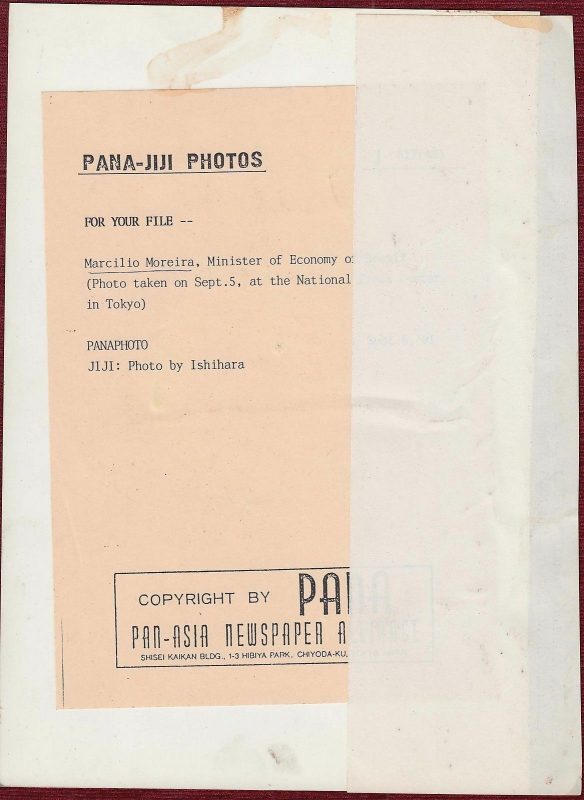 PANA-JIJI PHOTOS
FOR YOUR FILE --
Marcilio Moreira, Minister of Economy
(Photo taken on Sept.5, at the National
in Tokyo)
PANAPHOTO
JIJI: Photo by Ishihara
COPYRIGHT BY PANA
PAN-ASIA NEWSPAPER ALLIANCE
SHISEI KAIKAN BLDG., 1-3 HIBIYA PARK, CHIYODA-KU,